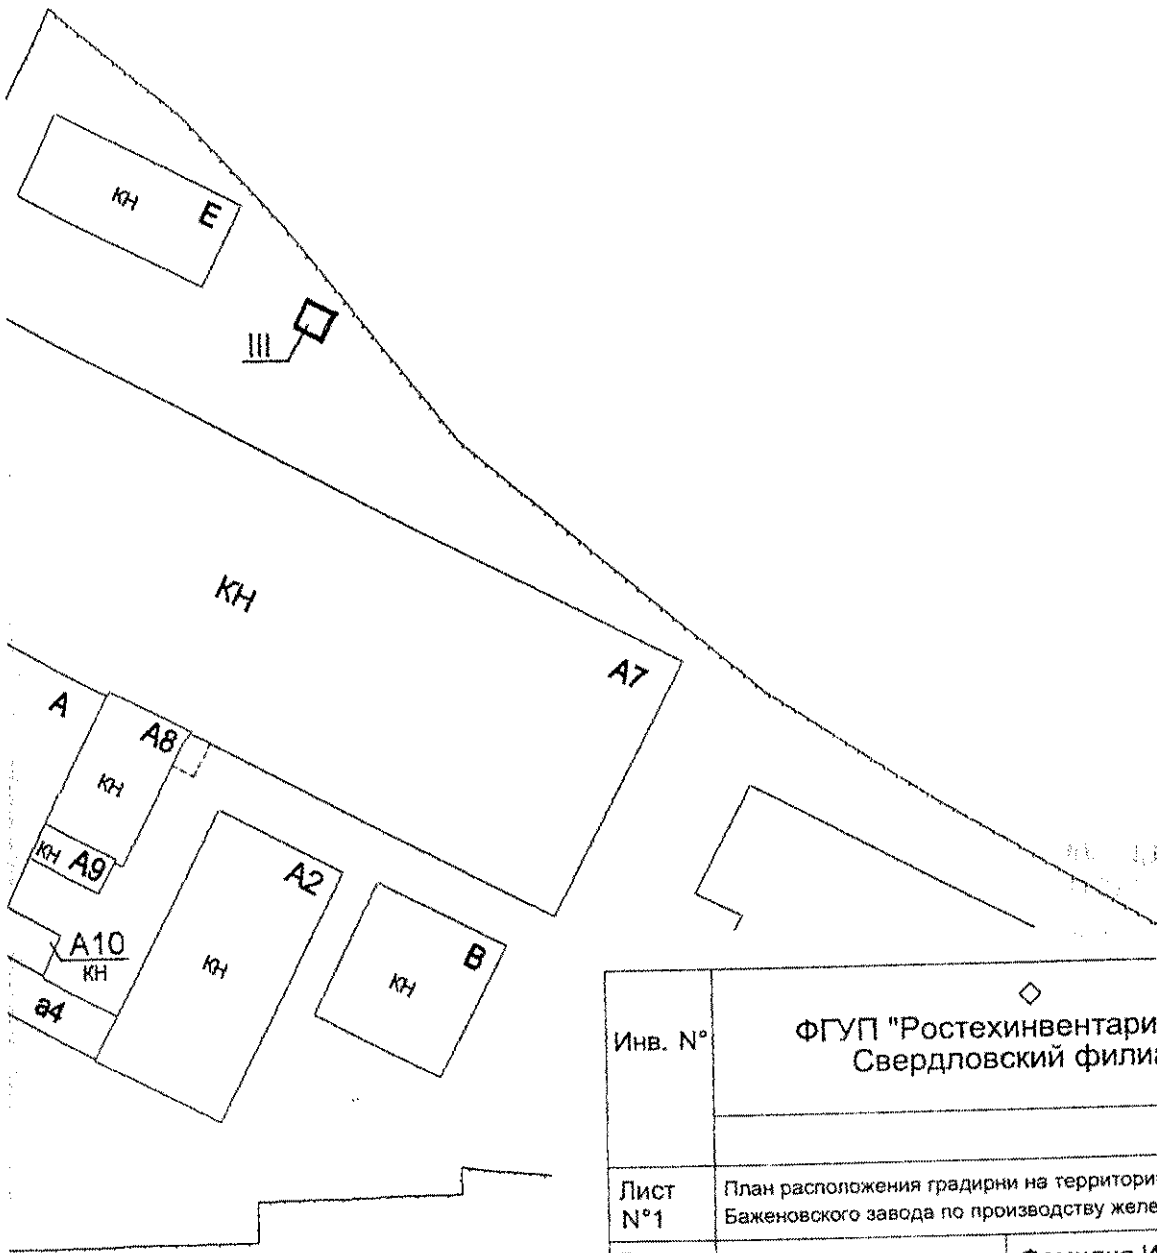 КН
Е
III
КН
А7
А
А8
КН
КН
А9
А2
А10
КН
КН
В
КН
а4
Инв. N°
ФГУП "Ростехинвентари
Свердловский филиа
Лист
N°1
План расположения градирни на территори
Баженовского завода по производству желе